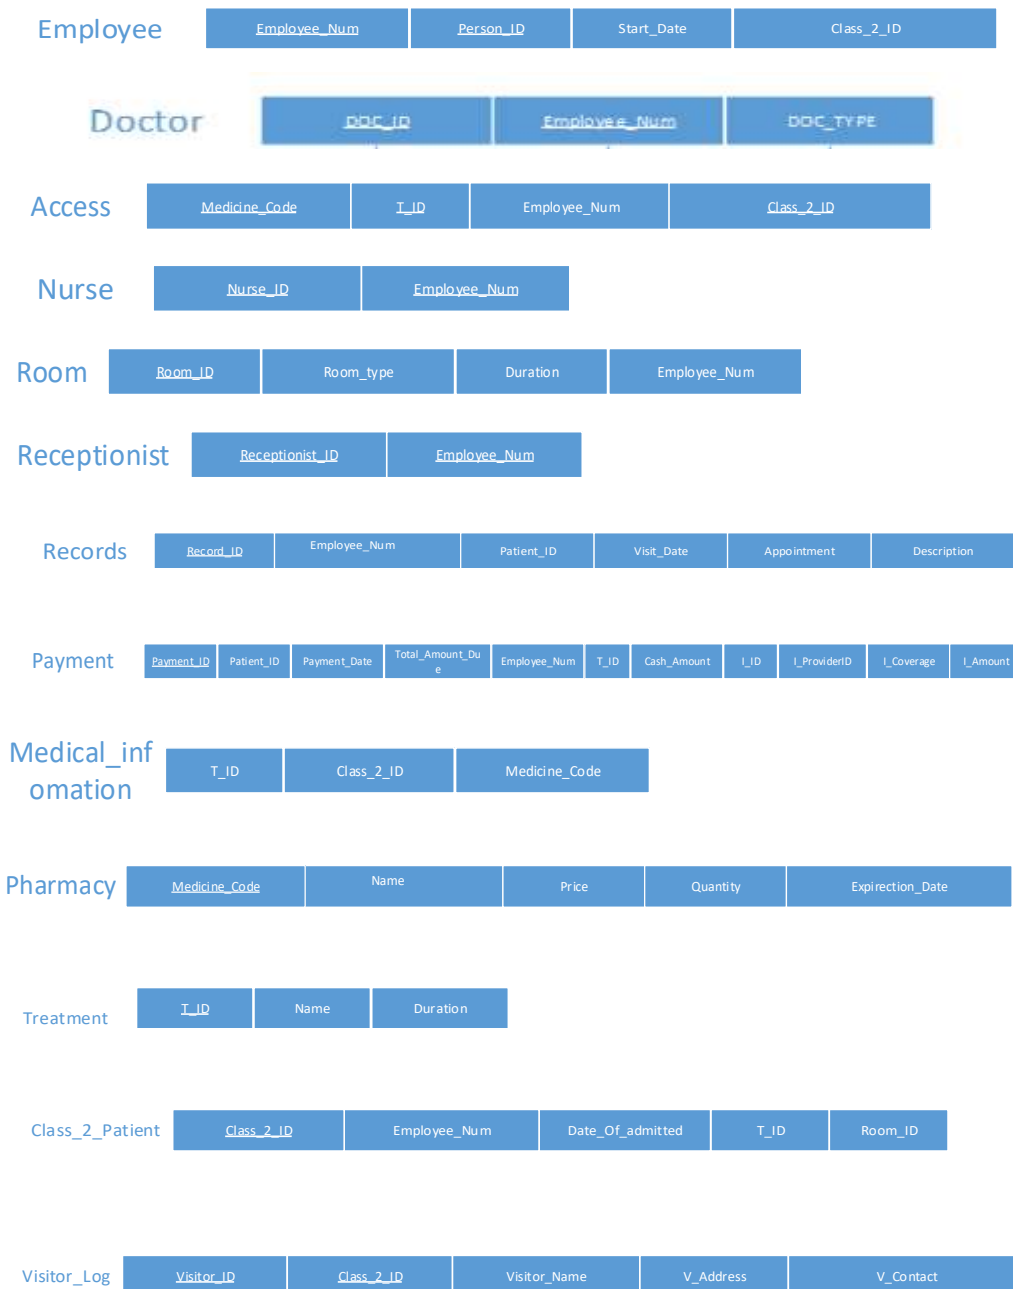 Employee Employee_Num Person_ID Start_Date Class_2_ID
Doctor DOC_ID Employee_Num DOC_TYPE
Access Medicine_Code T_ID Employee_Num Class_2_ID
Nurse Nurse_ID Employee_Num
Room Room_ID Room_type Duration Employee_Num
Receptionist Receptionist_ID Employee_Num
Records Record_ID Employee_Num Patient_ID Visit_Date Appointment Description
Payment Payment_ID Patient_ID Payment_Date Total_Amount_Du
e Employee_Num T_ID Cash_Amount I_ID I_ProviderID I_Coverage I_Amount
Medical_inf
omation T_ID Class_2_ID Medicine_Code
Pharmacy Medicine_Code Name Price Quantity Expirection_Date
Treatment T_ID Name Duration
Class_2_Patient Class_2_ID Employee_Num Date_Of_admitted T_ID Room_ID
Visitor_Log Visitor_ID Class_2_ID Visitor_Name V_Address V_Contact